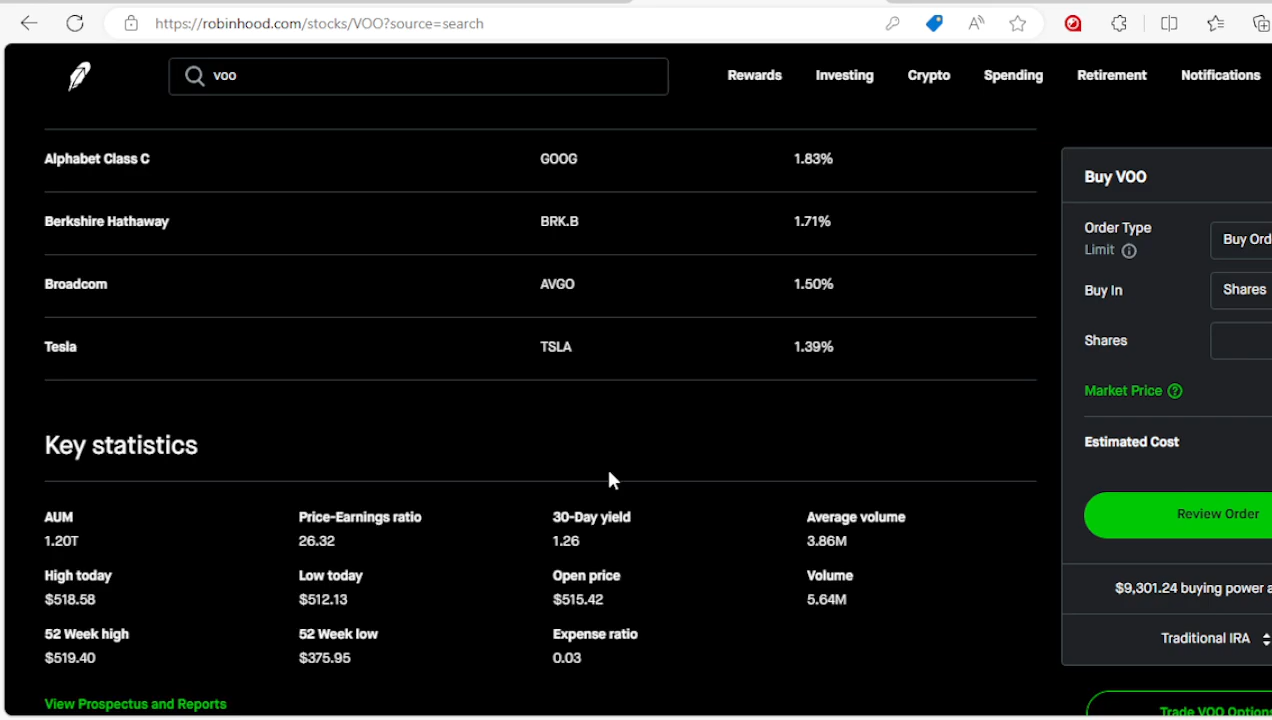 https://robinhood.com/stocks/VOO?source=search
voo
Rewards Investing Crypto Spending Retirement Notifications
Alphabet Class C GOOG 1.83%
Berkshire Hathaway BRK.B 1.71%
Broadcom AVGO 1.50%
Tesla TSLA 1.39%
Key statistics
AUM Price-Earnings ratio 30-Day yield Average volume
1.20T 26.32 1.26 3.86M
High today Low today Open price Volume
$518.58 $512.13 $515.42 5.64M
52 Week high 52 Week low Expense ratio
$519.40 $375.95 0.03
View Prospectus and Reports
Buy VOO
Order Type Buy Ord
Limit
Buy In Shares
Shares
Market Price
Estimated Cost
Review Order
$9,301.24 buying power a
Traditional IRA
Trade VOO Options